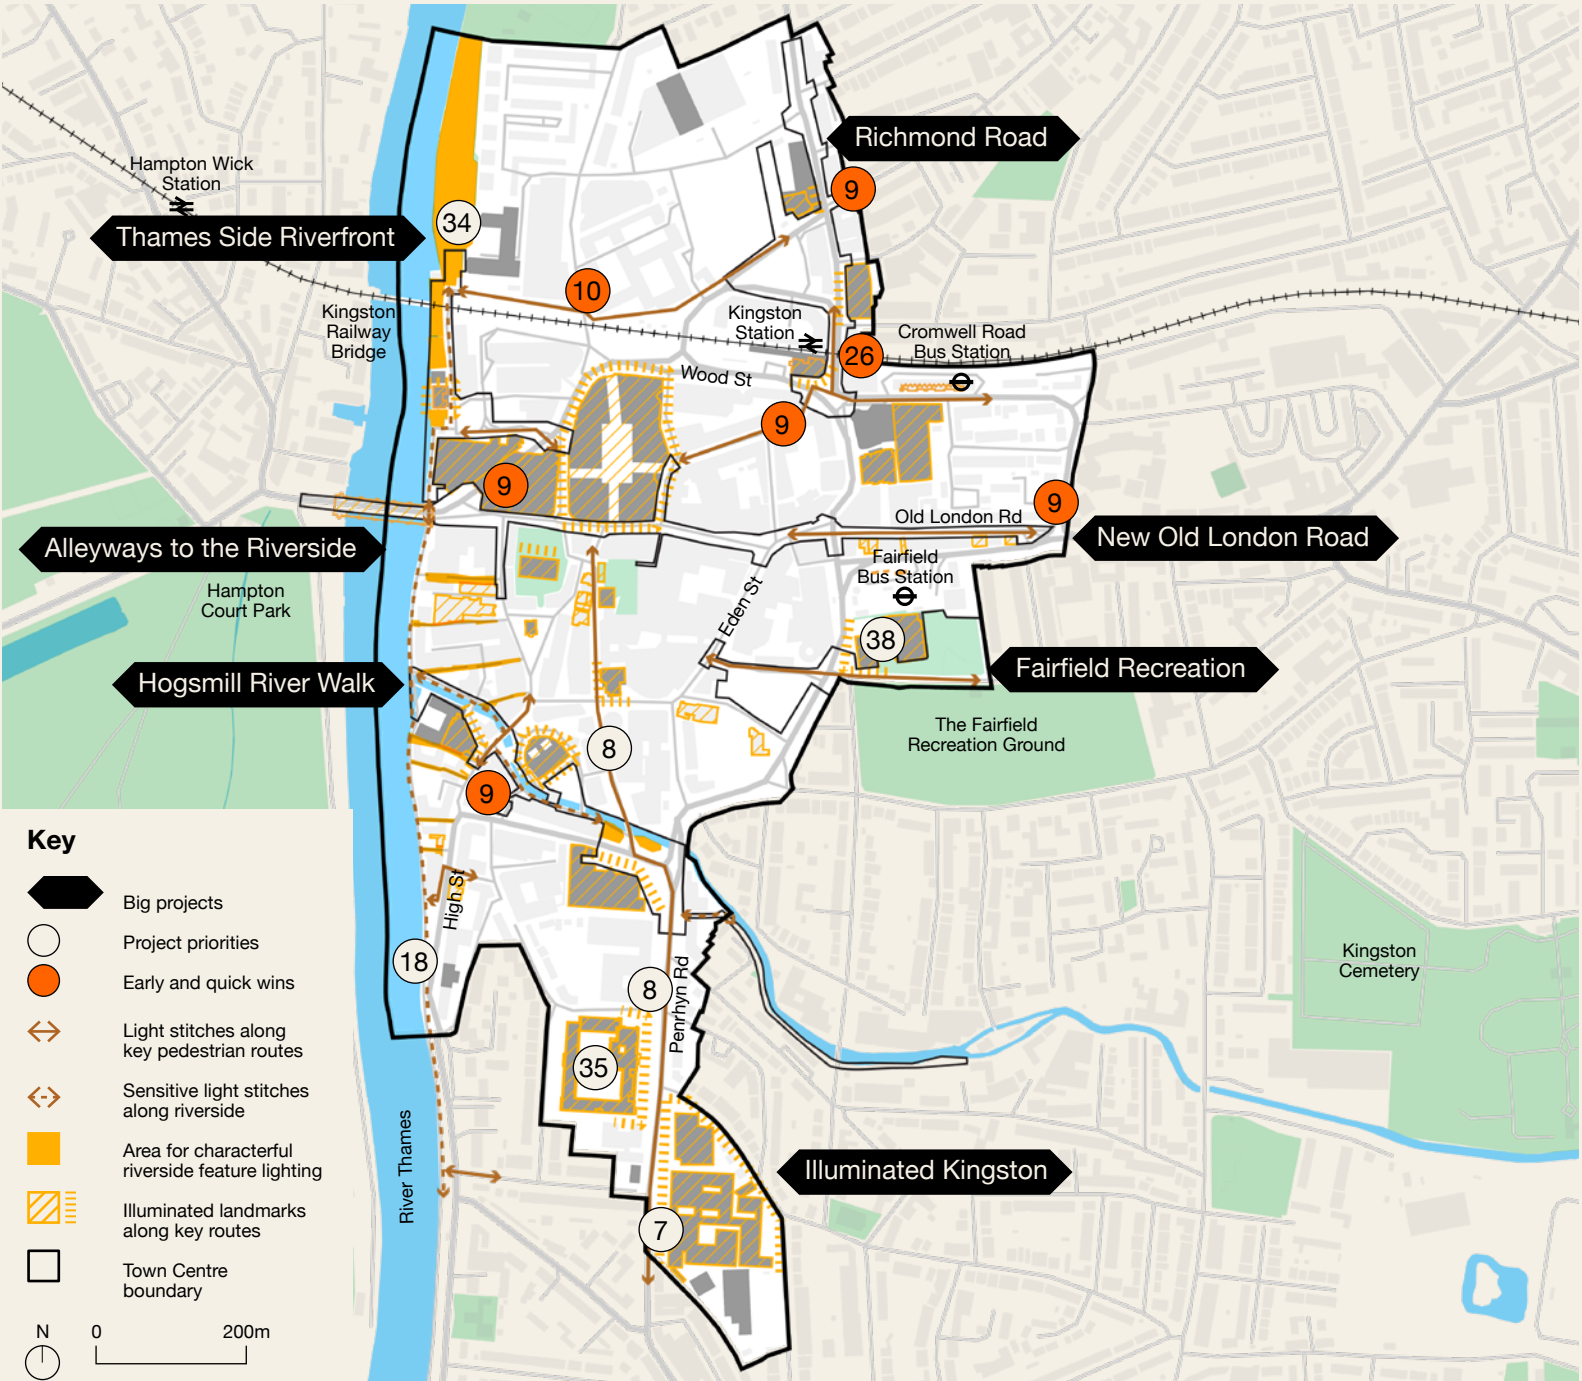 Richmond Road
Hampton Wick
Station
9
34
Thames Side Riverfront
10
Kingston
Railway
Bridge
Kingston
Station
Cromwell Road
Bus Station
26
Wood St
9
9
9
Old London Rd
New Old London Road
Alleyways to the Riverside
Fairfield
Bus Station
Hampton
Court Park
Eden St
38
Fairfield Recreation
Hogsmill River Walk
The Fairfield
Recreation Ground
8
9
High St
18
8
Penrhyn Rd
Kingston
Cemetery
35
River Thames
Illuminated Kingston
7
Key
Big projects
Project priorities
Early and quick wins
Light stitches along
key pedestrian routes
Sensitive light stitches
along riverside
Area for characterful
riverside feature lighting
Illuminated landmarks
along key routes
Town Centre
boundary
N
0
200m